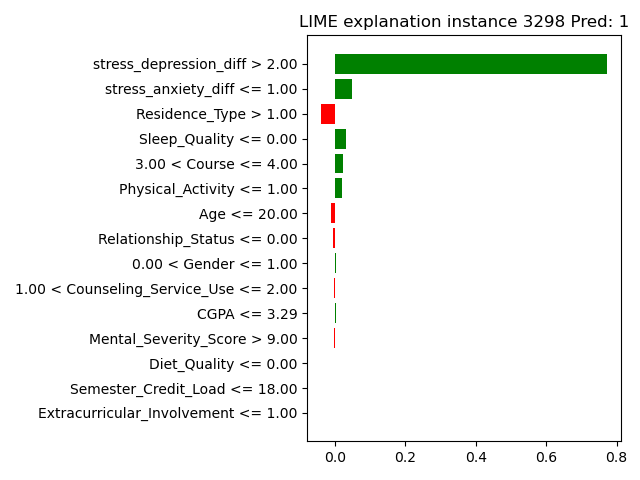 LIME explanation instance 3298 Pred: 1
stress_depression_diff > 2.00
stress_anxiety_diff <= 1.00
Residence_Type > 1.00
Sleep_Quality <= 0.00
3.00 < Course <= 4.00
Physical_Activity <= 1.00
Age <= 20.00
Relationship_Status <= 0.00
0.00 < Gender <= 1.00
1.00 < Counseling_Service_Use <= 2.00
CGPA <= 3.29
Mental_Severity_Score > 9.00
Diet_Quality <= 0.00
Semester_Credit_Load <= 18.00
Extracurricular_Involvement <= 1.00
0.0 0.2 0.4 0.6 0.8